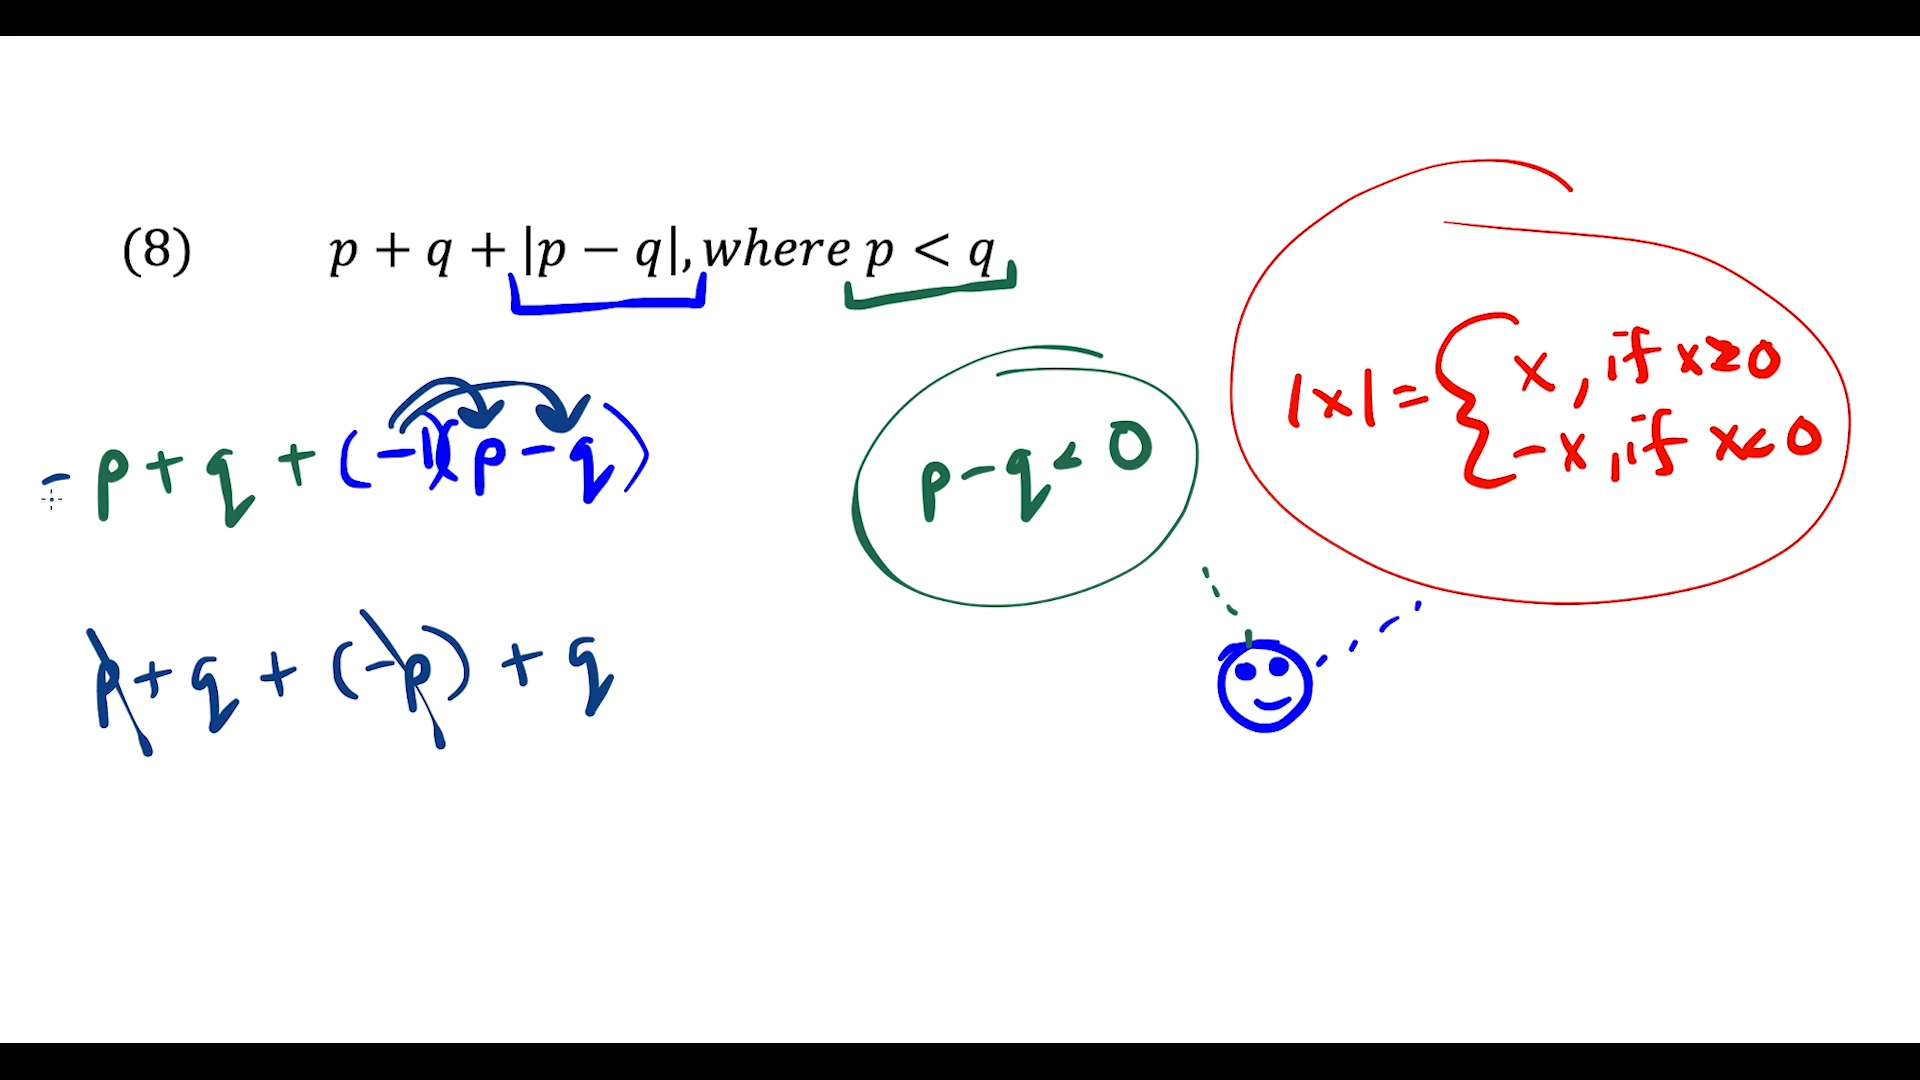 (8) p + q + |p − q|, where p < q
|x| = { x, if x ≥ 0
−x, if x < 0
p − q < 0
= p + q + (−1)(p − q)
p + q + (−p) + q